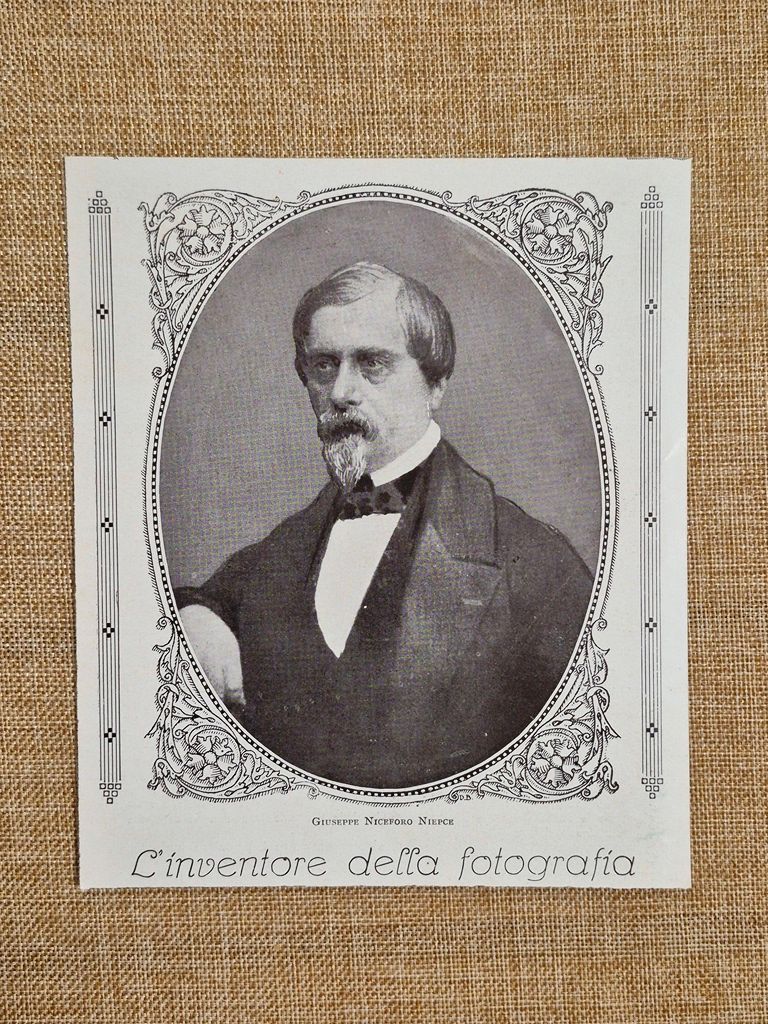 D.B.
Giuseppe Niceforo Niepce
L'inventore della fotografia